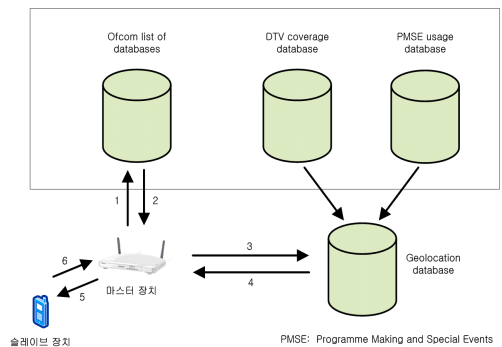 Ofcom list of
databases
DTV coverage
database
PMSE usage
database
1
2
3
4
Geolocation
database
6
5
마스터 장치
슬레이브 장치
PMSE: Programme Making and Special Events